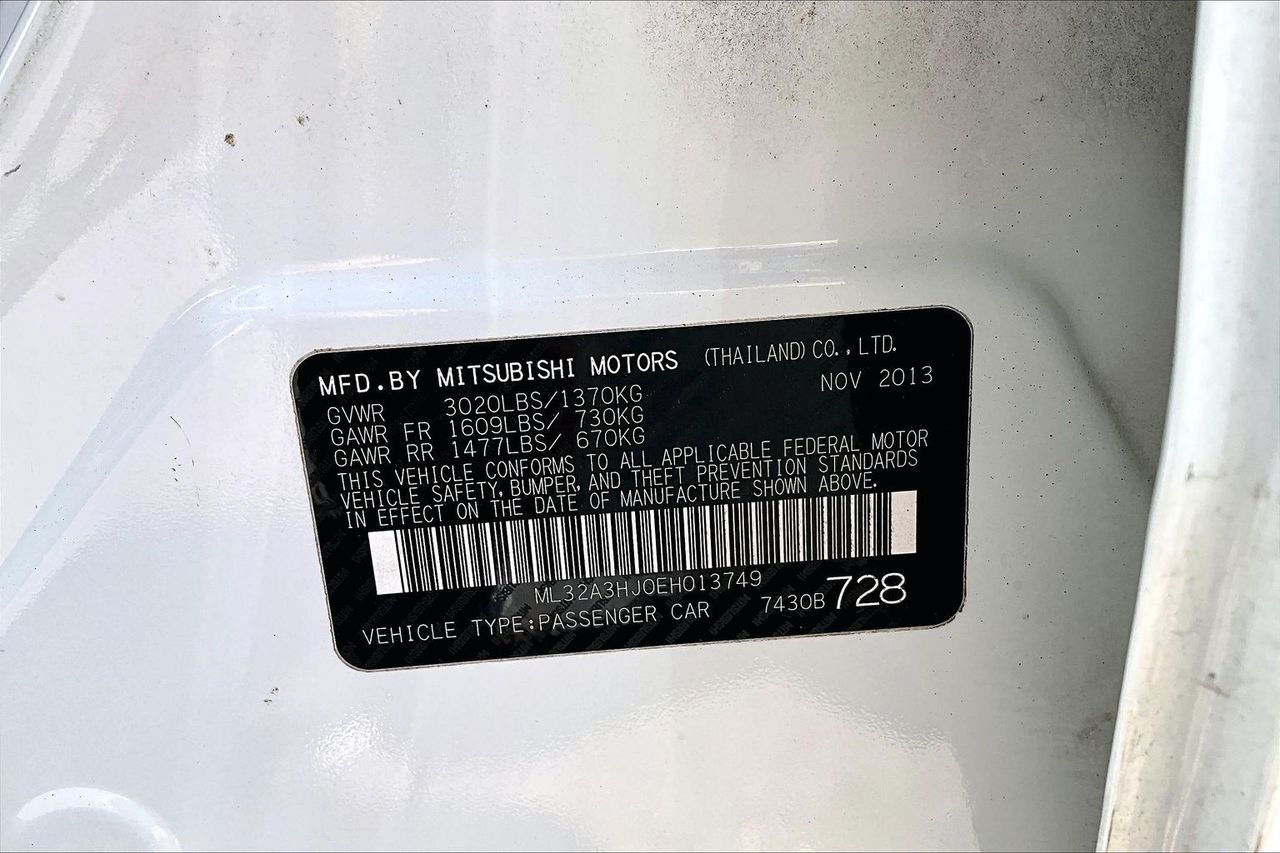 MFD.BY MITSUBISHI MOTORS (THAILAND) CO., LTD.
GVWR 3020LBS/1370KG NOV 2013
GAWR FR 1609LBS/ 730KG
GAWR RR 1477LBS/ 670KG
THIS VEHICLE CONFORMS TO ALL APPLICABLE FEDERAL MOTOR
VEHICLE SAFETY, BUMPER, AND THEFT PREVENTION STANDARDS
IN EFFECT ON THE DATE OF MANUFACTURE SHOWN ABOVE.
ML32A3HJ0EH013749
VEHICLE TYPE:PASSENGER CAR 7430B 728